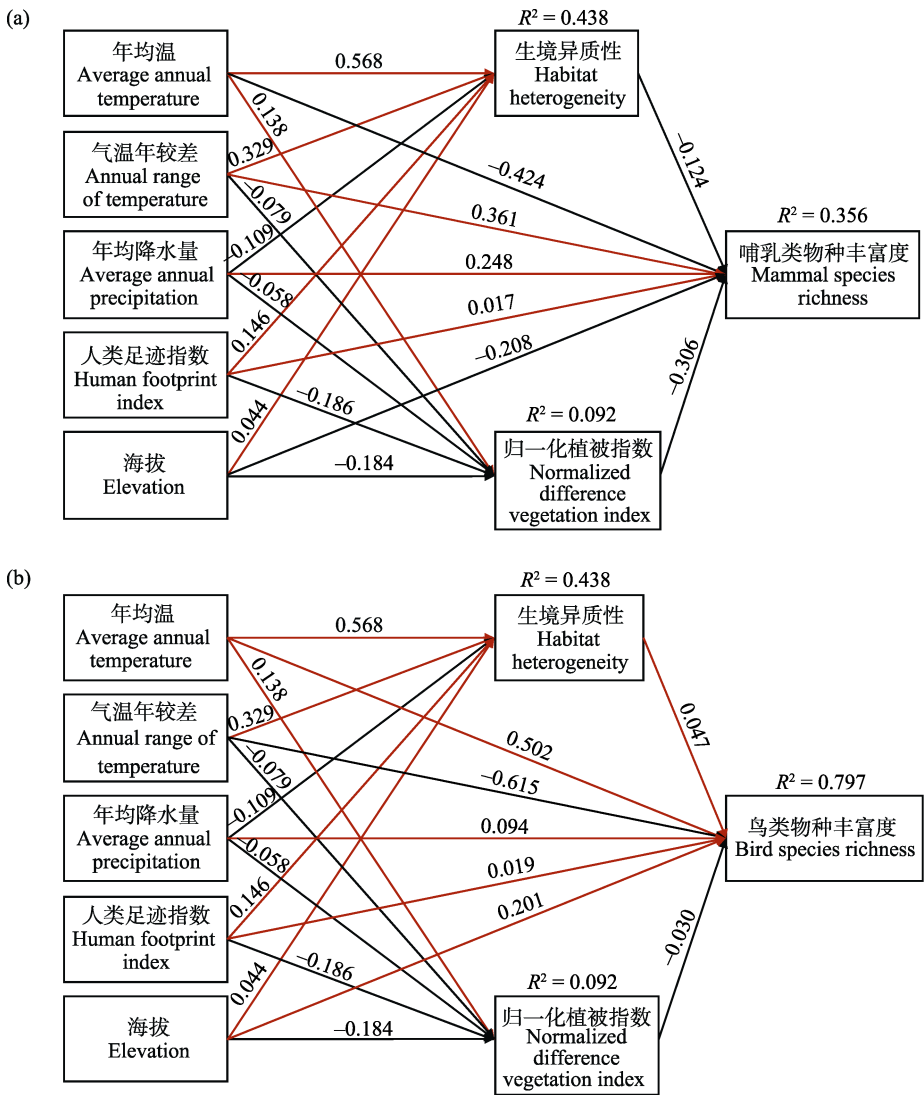 (a)
R² = 0.438
年均温
Average annual
temperature
0.568
生境异质性
Habitat
heterogeneity
0.138
气温年较差
Annual range
of temperature
0.329
–0.424
–0.124
–0.079
0.361
R² = 0.356
年均降水量
Average annual
precipitation
–0.109
0.248
哺乳类物种丰富度
Mammal species
richness
–0.058
0.017
人类足迹指数
Human footprint
index
0.146
–0.208
–0.306
–0.186
R² = 0.092
海拔
Elevation
0.044
–0.184
归一化植被指数
Normalized
difference
vegetation index
(b)
R² = 0.438
年均温
Average annual
temperature
0.568
生境异质性
Habitat
heterogeneity
0.138
气温年较差
Annual range of
temperature
0.329
0.502
0.047
–0.079
–0.615
R² = 0.797
年均降水量
Average annual
precipitation
–0.109
0.094
鸟类物种丰富度
Bird species richness
–0.058
0.019
人类足迹指数
Human footprint
index
0.146
0.201
–0.030
–0.186
R² = 0.092
海拔
Elevation
0.044
–0.184
归一化植被指数
Normalized
difference
vegetation index